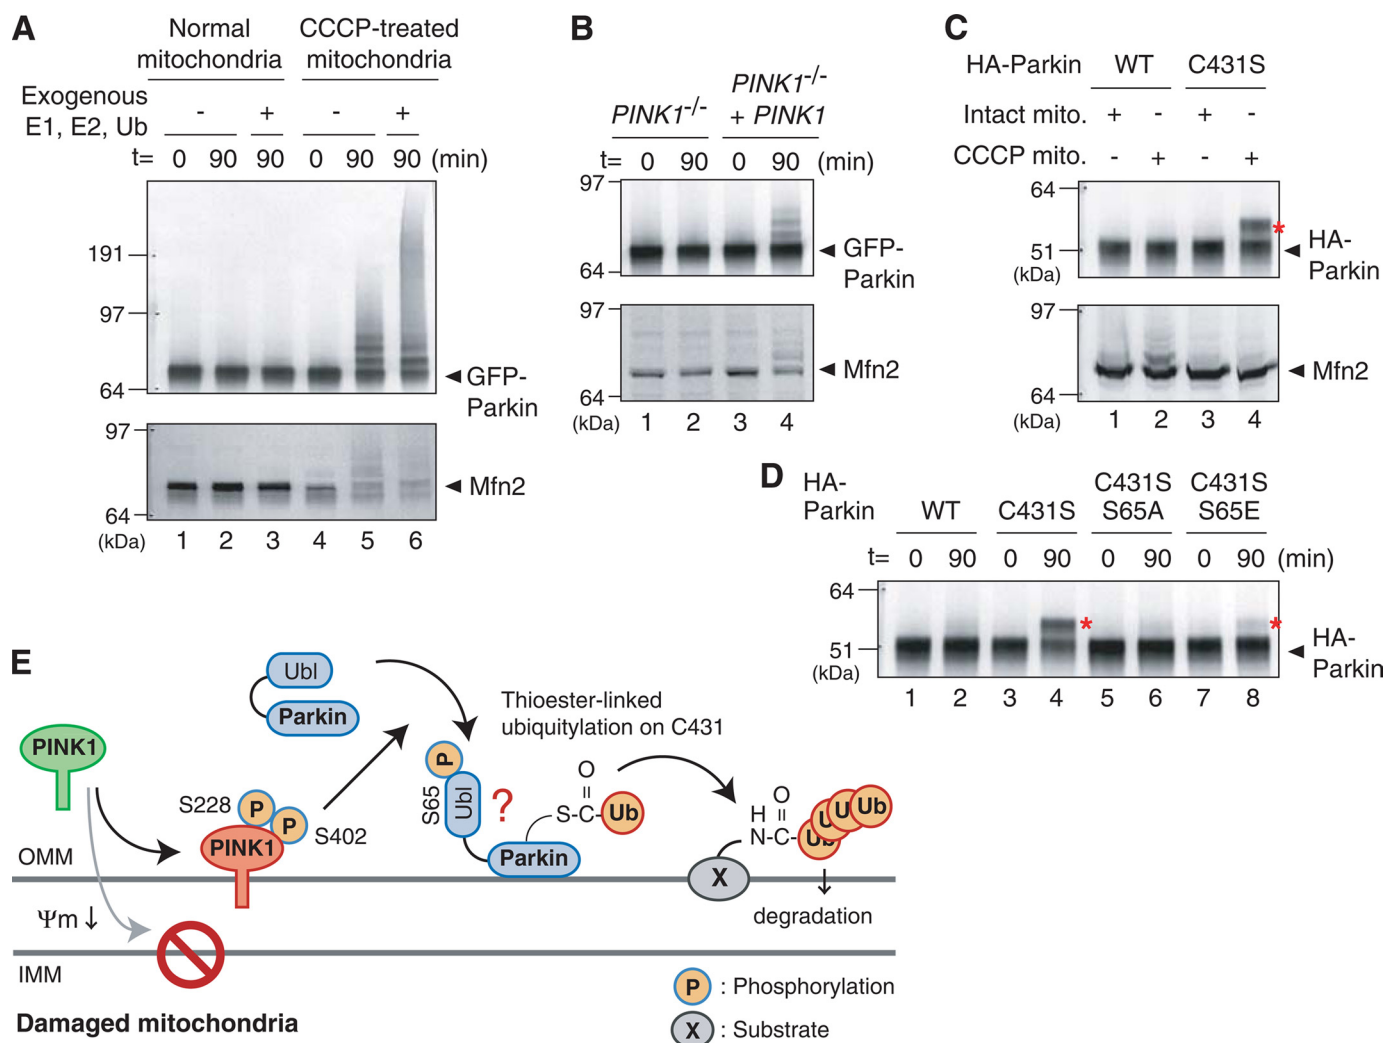 A
Normal
mitochondria
CCCP-treated
mitochondria
Exogenous
E1, E2, Ub
- + - +
t= 0 90 90 0 90 90 (min)
191
97
64
GFP-
Parkin
97
64
(kDa)
Mfn2
1 2 3 4 5 6
B
PINK1-/-
PINK1-/-
+ PINK1
t= 0 90 0 90 (min)
97
64
GFP-
Parkin
97
64
(kDa)
Mfn2
1 2 3 4
C
HA-Parkin WT C431S
Intact mito. + - + -
CCCP mito. - + - +
64
51
(kDa)
*
HA-
Parkin
97
64
(kDa)
Mfn2
1 2 3 4
D
HA-
Parkin
WT
C431S
C431S
S65A
C431S
S65E
t= 0 90 0 90 0 90 0 90 (min)
64
51
(kDa)
* *
HA-
Parkin
1 2 3 4 5 6 7 8
E
PINK1
Ubl
Parkin
S228
P
P
S402
PINK1
OMM
Ψm↓
IMM
Damaged mitochondria
P
S65
Ubl
?
Thioester-linked
ubiquitylation on C431
O
S-C-Ub
Parkin
H O
N-C-Ub
U
U
Ub
X
↓
degradation
P : Phosphorylation
X : Substrate